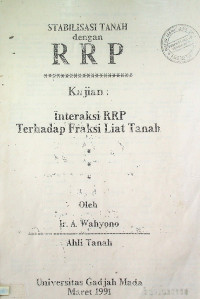 STABILISASI TANAH
dengan
RRP
Kajian :
Interaksi RRP
Terhadap Fraksi Liat Tanah
Oleh
Ir. A. Wahyono
Ahli Tanah
Universitas Gadjah Mada
Maret 1991